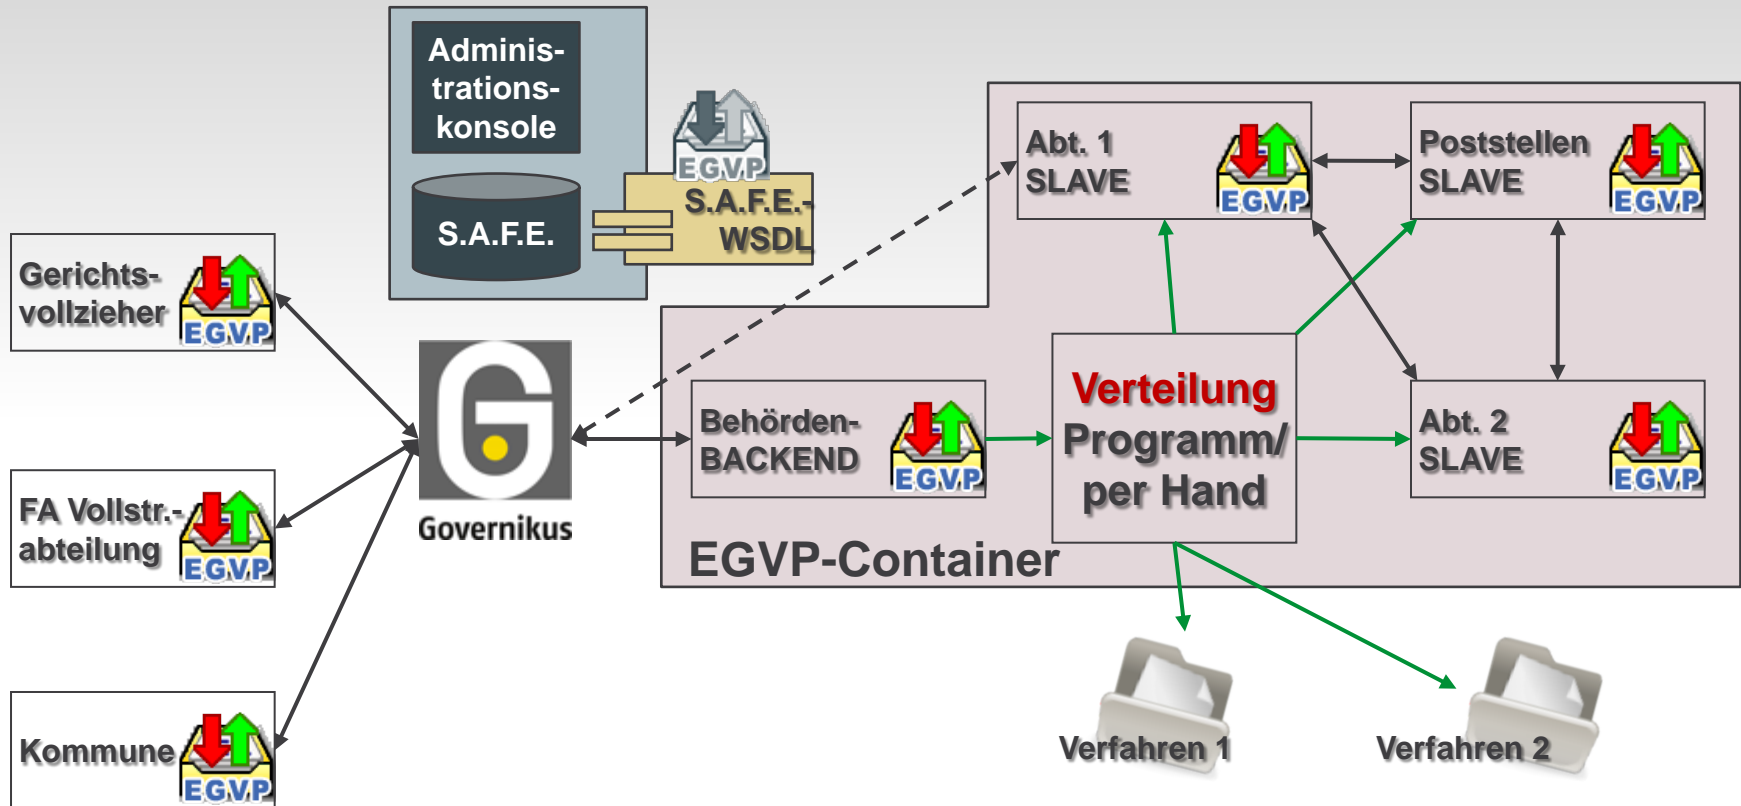 Adminis-
trations-
konsole
S.A.F.E.
EGVP
S.A.F.E.-
WSDL
Gerichts-
vollzieher
EGVP
FA Vollstr.-
abteilung
EGVP
Kommune
EGVP
Governikus
Abt. 1
SLAVE
EGVP
Poststellen
SLAVE
EGVP
Behörden-
BACKEND
EGVP
Verteilung
Programm/
per Hand
Abt. 2
SLAVE
EGVP
EGVP-Container
Verfahren 1
Verfahren 2